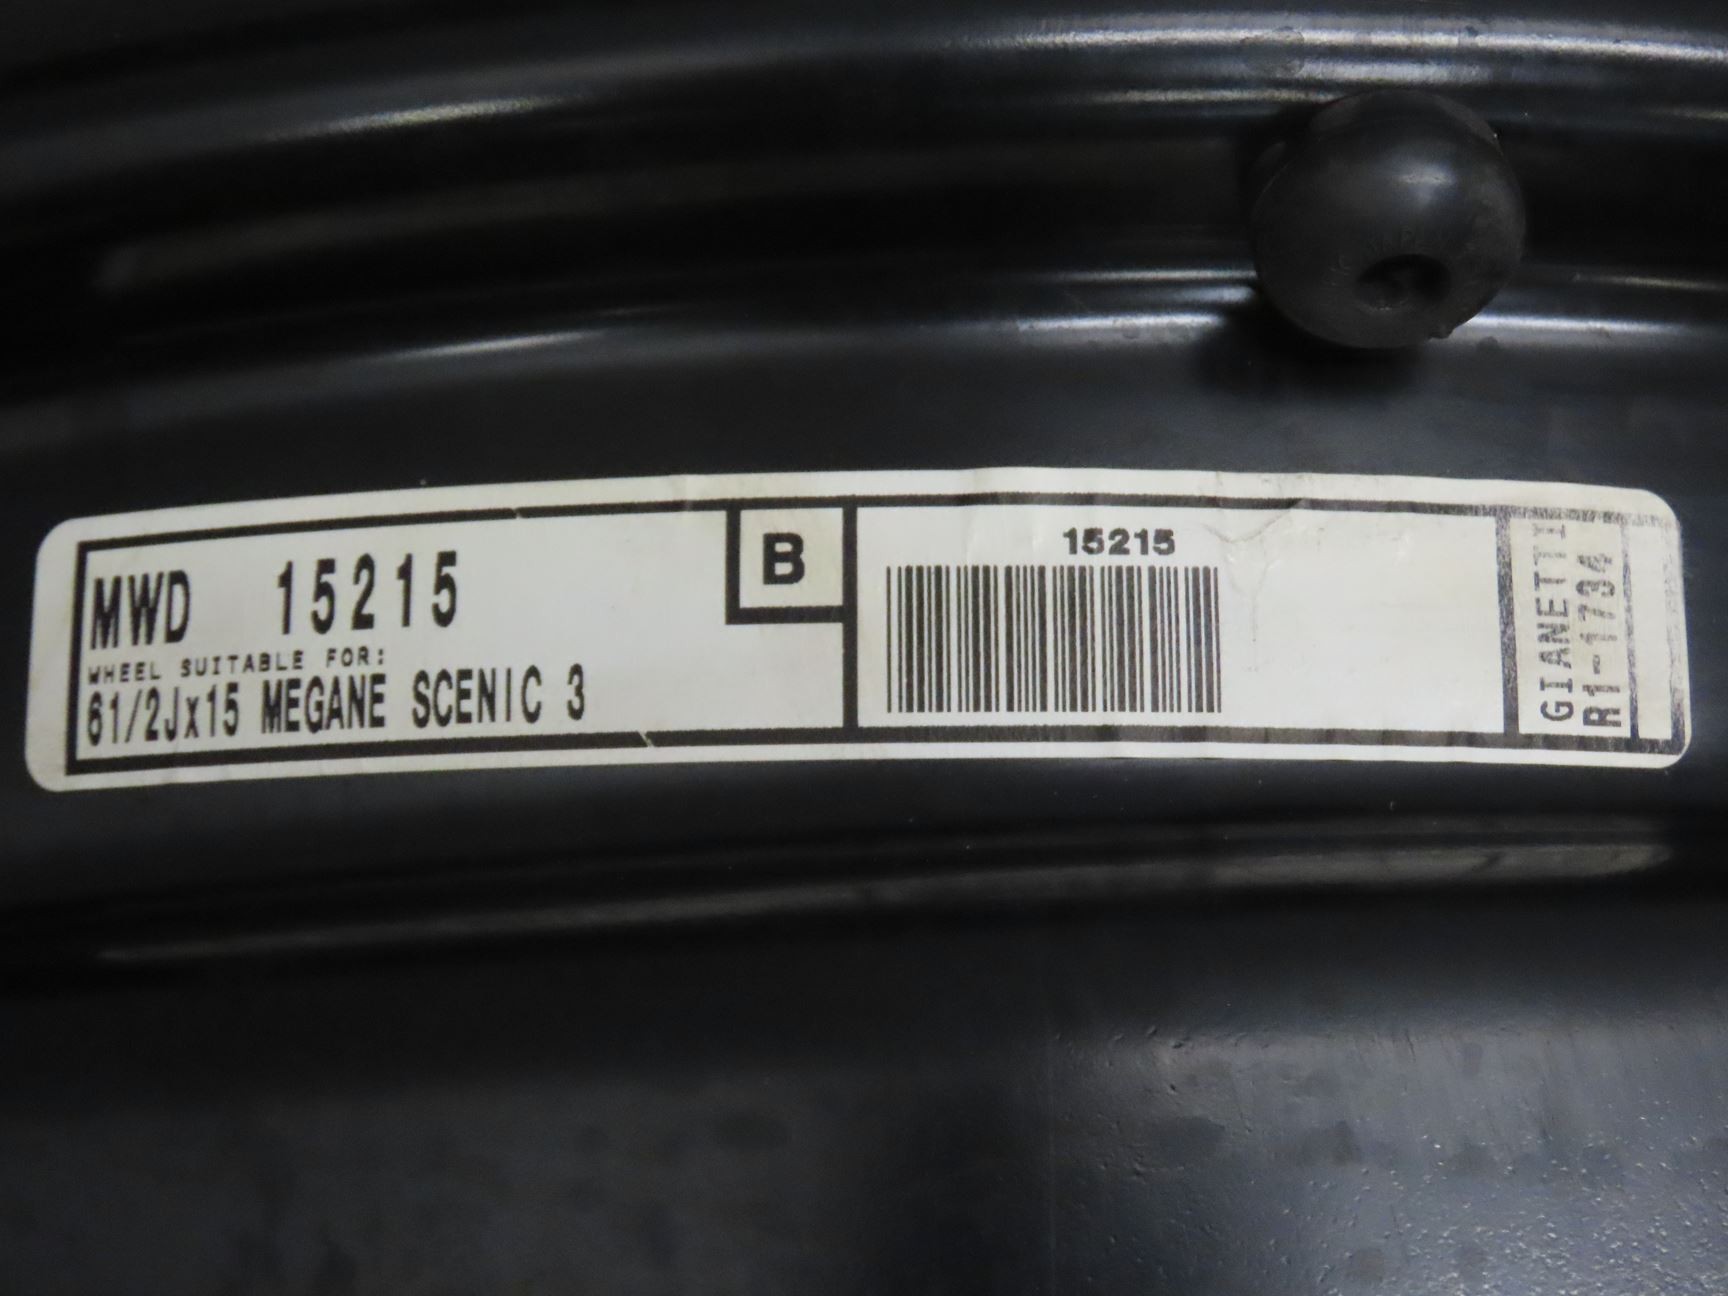 MWD 15215
WHEEL SUITABLE FOR:
61/2Jx15 MEGANE SCENIC 3
B
15215
GIANETTI
R1-1734